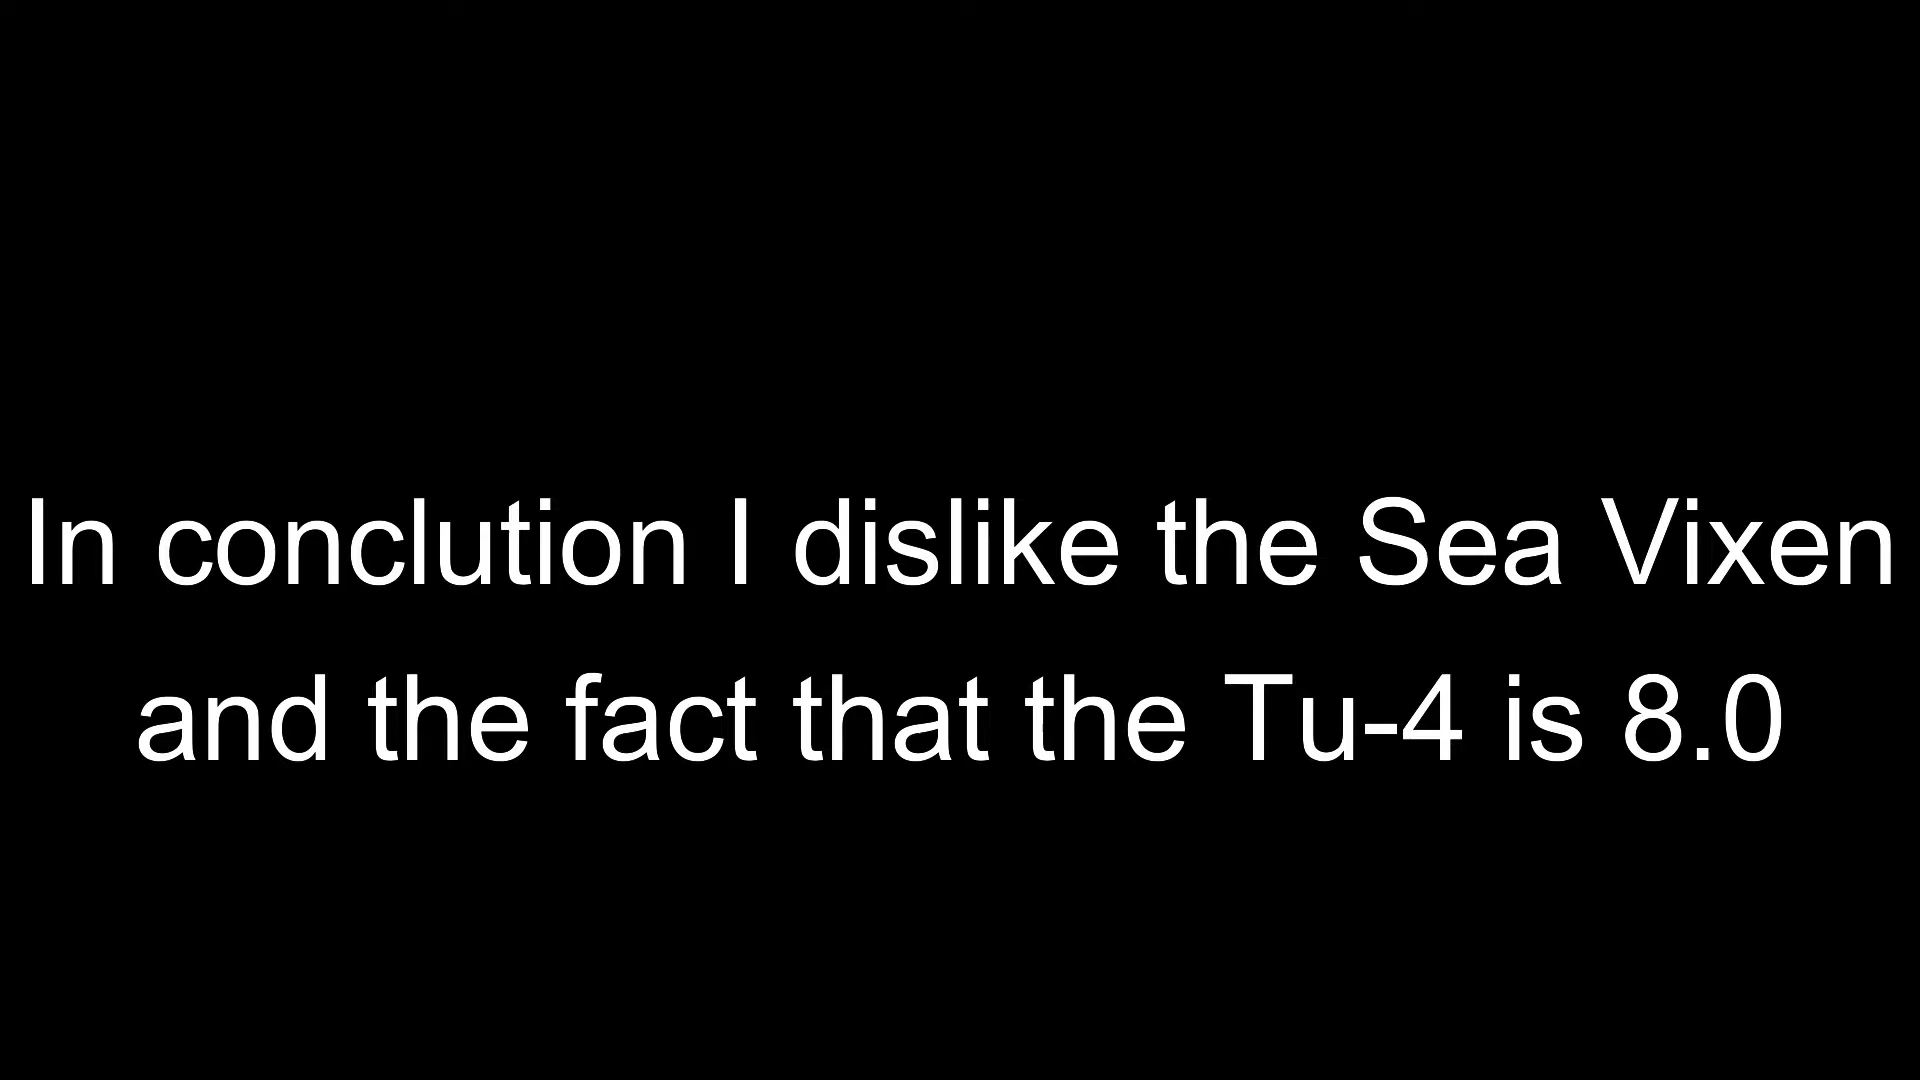 In conclution I dislike the Sea Vixen
and the fact that the Tu-4 is 8.0